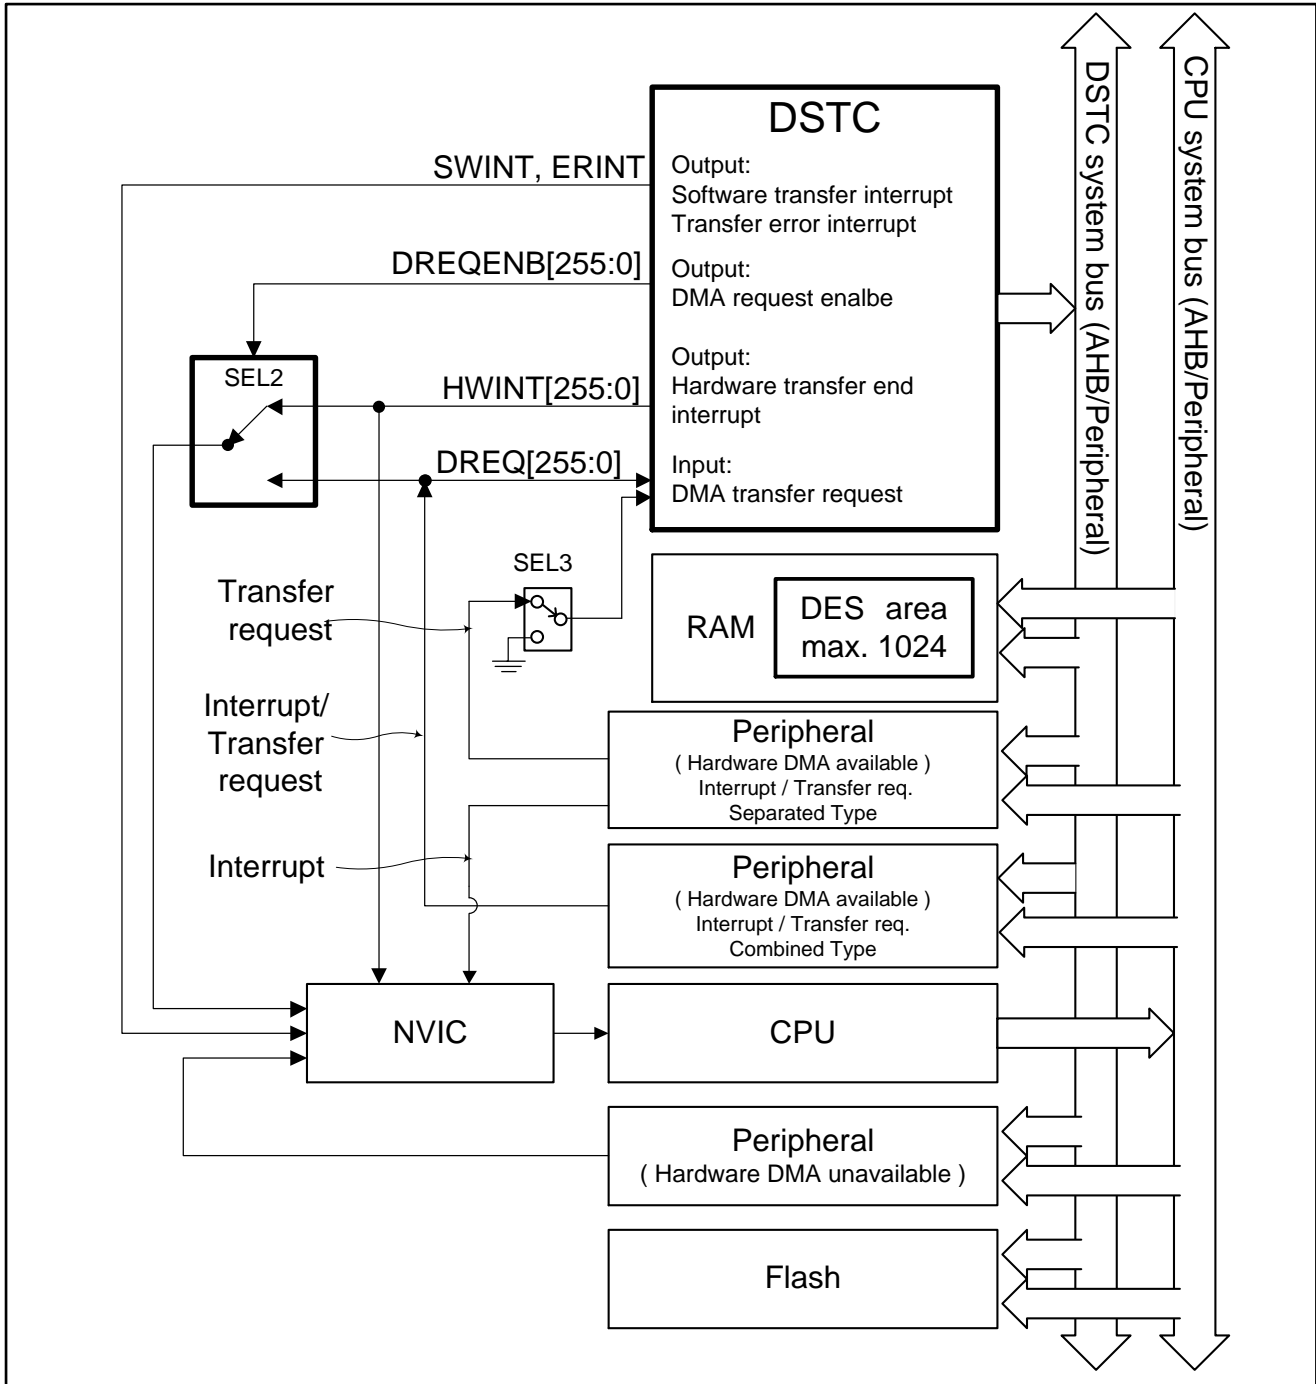 DSTC
SWINT, ERINT
Output:
Software transfer interrupt
Transfer error interrupt
DREQENB[255:0]
Output:
DMA request enalbe
SEL2
HWINT[255:0]
Output:
Hardware transfer end
interrupt
DREQ[255:0]
Input:
DMA transfer request
DSTC system bus (AHB/Peripheral)
CPU system bus (AHB/Peripheral)
SEL3
Transfer
request
RAM
DES area
max. 1024
Interrupt/
Transfer
request
Peripheral
( Hardware DMA available )
Interrupt / Transfer req.
Separated Type
Interrupt
Peripheral
( Hardware DMA available )
Interrupt / Transfer req.
Combined Type
NVIC
CPU
Peripheral
( Hardware DMA unavailable )
Flash